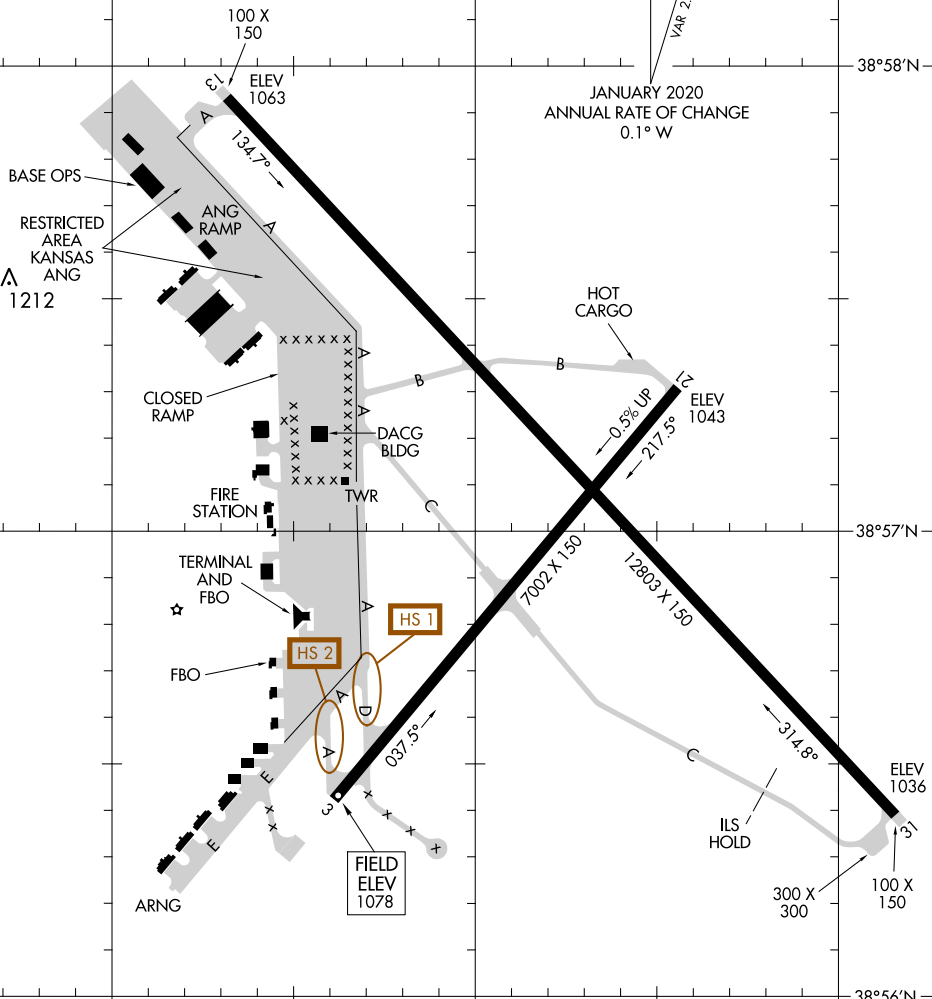 100 X
150
VAR 2.
38°58'N
13
ELEV
1063
JANUARY 2020
ANNUAL RATE OF CHANGE
0.1° W
A
134.7°
BASE OPS
RESTRICTED
AREA
KANSAS
ANG
ANG
RAMP
A
1212
HOT
CARGO
X X X X X X
A
B
B
21
ELEV
1043
0.5% UP
217.5°
CLOSED
RAMP
A
DACG
BLDG
X X X X
TWR
FIRE
STATION
C
38°57'N
7002 X 150
12803 X 150
TERMINAL
AND
FBO
A
HS 1
HS 2
FBO
A
D
A
037.5°
314.8°
C
E
ELEV
1036
3
X
X
X
X
X
X
31
ILS
HOLD
E
FIELD
ELEV
1078
300 X
300
100 X
150
ARNG
38°56'N